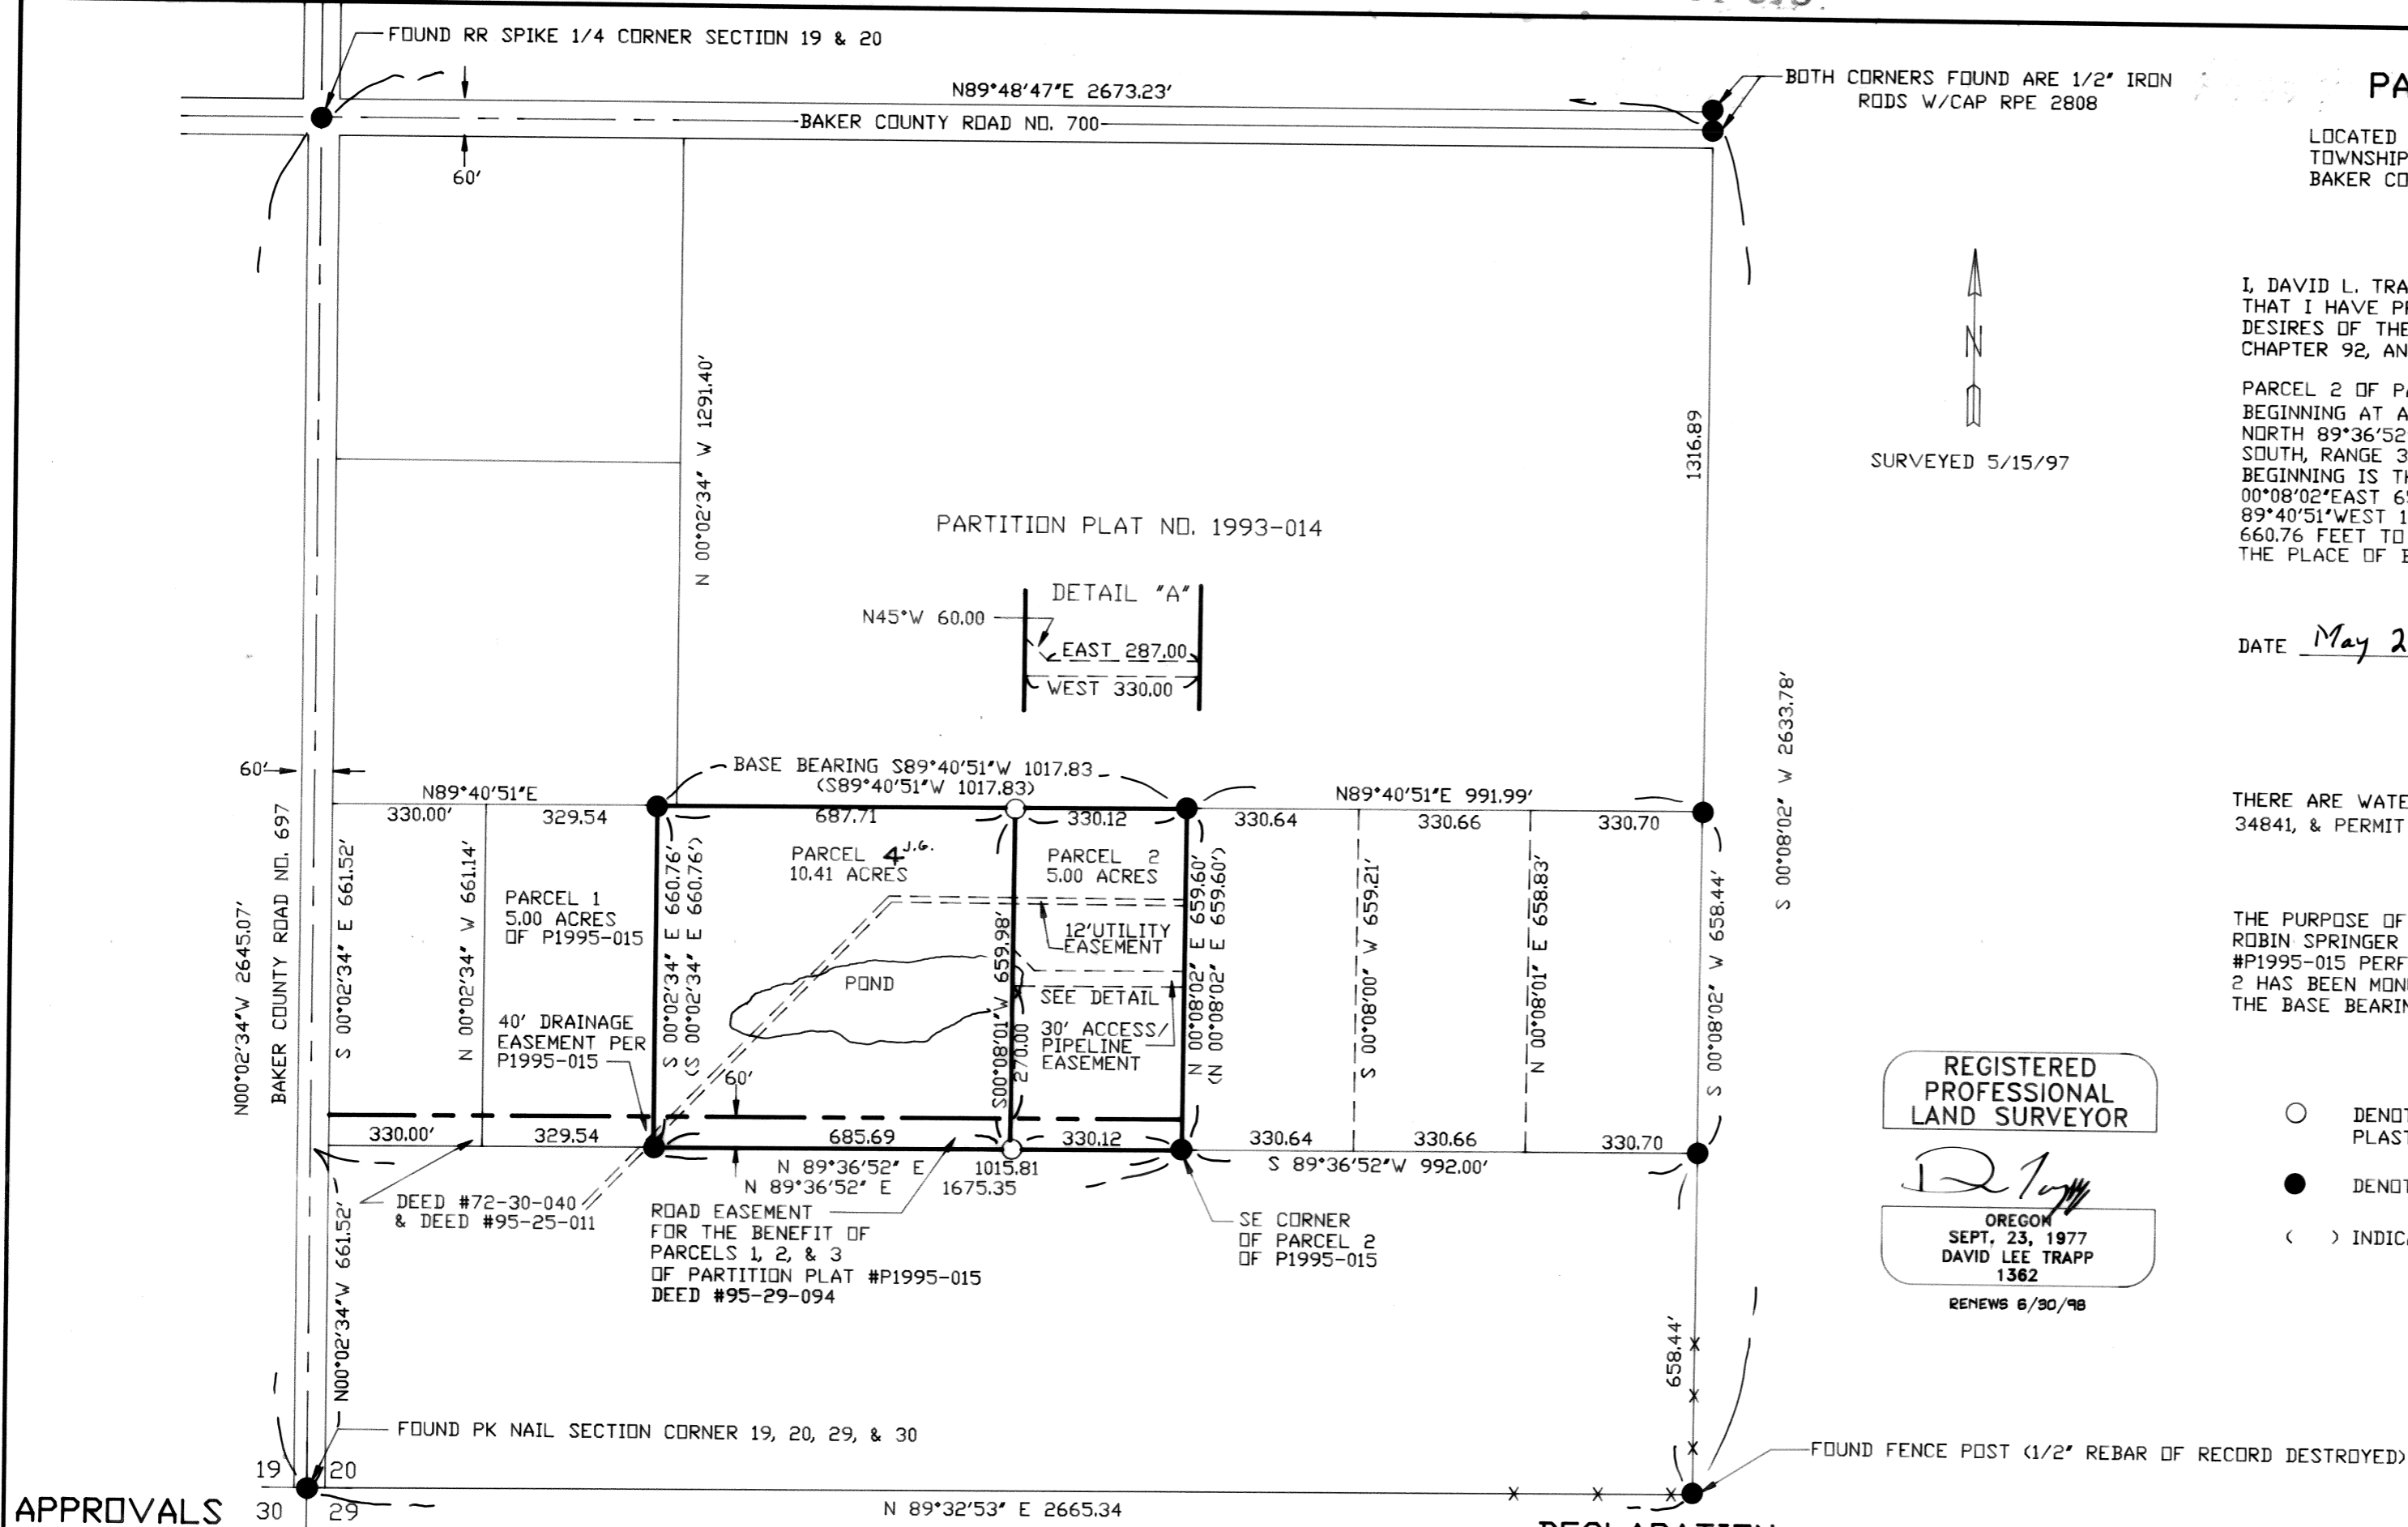 FOUND RR SPIKE 1/4 CORNER SECTION 19 & 20
N89°48'47"E 2673.23'
BAKER COUNTY ROAD NO. 700
60'
BOTH CORNERS FOUND ARE 1/2" IRON
RODS W/CAP RPE 2808
PA
LOCATED
TOWNSHIP
BAKER CO
N 00°02'34" W 1291.40'
1316.89
N
SURVEYED 5/15/97
I, DAVID L. TRA
THAT I HAVE PR
DESIRES OF THE
CHAPTER 92, AN
PARCEL 2 OF PA
BEGINNING AT A
NORTH 89°36'52
SOUTH, RANGE 3
BEGINNING IS TH
00°08'02"EAST 6
89°40'51"WEST 1
660.76 FEET TO
THE PLACE OF B
DATE May 2
PARTITION PLAT NO. 1993-014
DETAIL "A"
N45°W 60.00
EAST 287.00
WEST 330.00
S 00°08'02" W 2633.78'
60'
BASE BEARING S89°40'51"W 1017.83
(S89°40'51"W 1017.83)
N89°40'51"E
330.00'
329.54
687.71
330.12
N89°40'51"E 991.99'
330.64
330.66
330.70
THERE ARE WATE
34841, & PERMIT
N00°02'34"W 2645.07'
BAKER COUNTY ROAD NO. 697
S 00°02'34" E 661.52'
N 00°02'34" W 661.14'
PARCEL 1
5.00 ACRES
OF P1995-015
S 00°02'34" E 660.76'
(S 00°02'34" E 660.76')
PARCEL 4 J.G.
10.41 ACRES
PARCEL 2
5.00 ACRES
12'UTILITY
EASEMENT
POND
S00°08'01"W 659.98'
270.00
SEE DETAIL
30' ACCESS/
PIPELINE
EASEMENT
N 00°08'02" E 659.60'
(N 00°08'02" E 659.60')
S 00°08'00" W 659.21'
N 00°08'01" E 658.83'
S 00°08'02" W 658.44'
THE PURPOSE OF
ROBIN SPRINGER
#P1995-015 PERF
2 HAS BEEN MON
THE BASE BEARIN
40' DRAINAGE
EASEMENT PER
P1995-015
60'
330.00'
329.54
685.69
330.12
330.64
330.66
330.70
N 89°36'52" E 1015.81
N 89°36'52" E 1675.35
S 89°36'52"W 992.00'
REGISTERED
PROFESSIONAL
LAND SURVEYOR
OREGON
SEPT. 23, 1977
DAVID LEE TRAPP
1362
RENEWS 6/30/98
DENOT
PLAST
DENOT
( ) INDICA
DEED #72-30-040
& DEED #95-25-011
ROAD EASEMENT
FOR THE BENEFIT OF
PARCELS 1, 2, & 3
OF PARTITION PLAT #P1995-015
DEED #95-29-094
SE CORNER
OF PARCEL 2
OF P1995-015
N00°02'34"W 661.52'
658.44'
FOUND PK NAIL SECTION CORNER 19, 20, 29, & 30
FOUND FENCE POST (1/2" REBAR OF RECORD DESTROYED)
19 20
30 29
N 89°32'53" E 2665.34
APPROVALS
DECLARATION